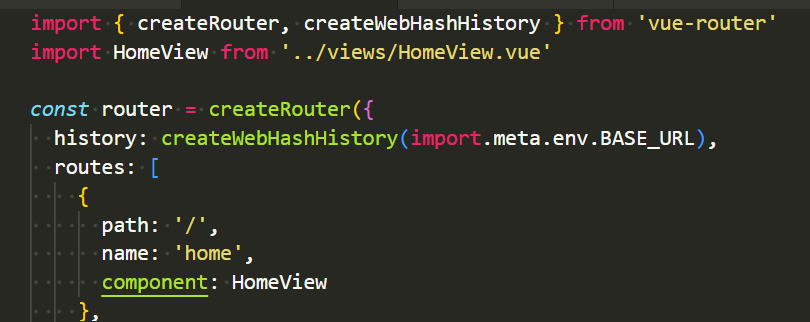 import { createRouter, createWebHashHistory } from 'vue-router'
import HomeView from '../views/HomeView.vue'

const router = createRouter({
  history: createWebHashHistory(import.meta.env.BASE_URL),
  routes: [
    {
      path: '/',
      name: 'home',
      component: HomeView
    },